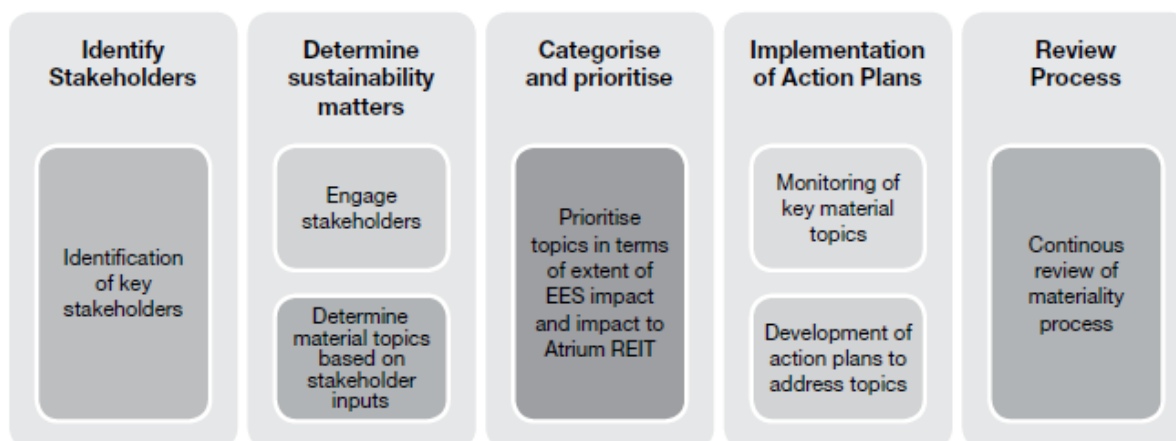 Identify
Stakeholders
Identification
of key
stakeholders
Determine
sustainability
matters
Engage
stakeholders
Determine
material topics
based on
stakeholder
inputs
Categorise
and prioritise
Prioritise
topics in terms
of extent of
EES impact
and impact to
Atrium REIT
Implementation
of Action Plans
Monitoring of
key material
topics
Development of
action plans to
address topics
Review
Process
Continous
review of
materiality
process